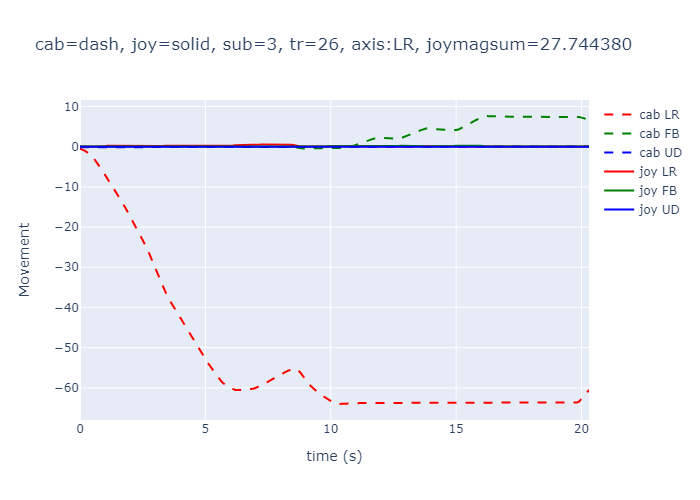 cab=dash, joy=solid, sub=3, tr=26, axis:LR, joymagsum=27.744380
10
0
−10
−20
−30
−40
−50
−60
Movement
0
5
10
15
20
time (s)
cab LR
cab FB
cab UD
joy LR
joy FB
joy UD